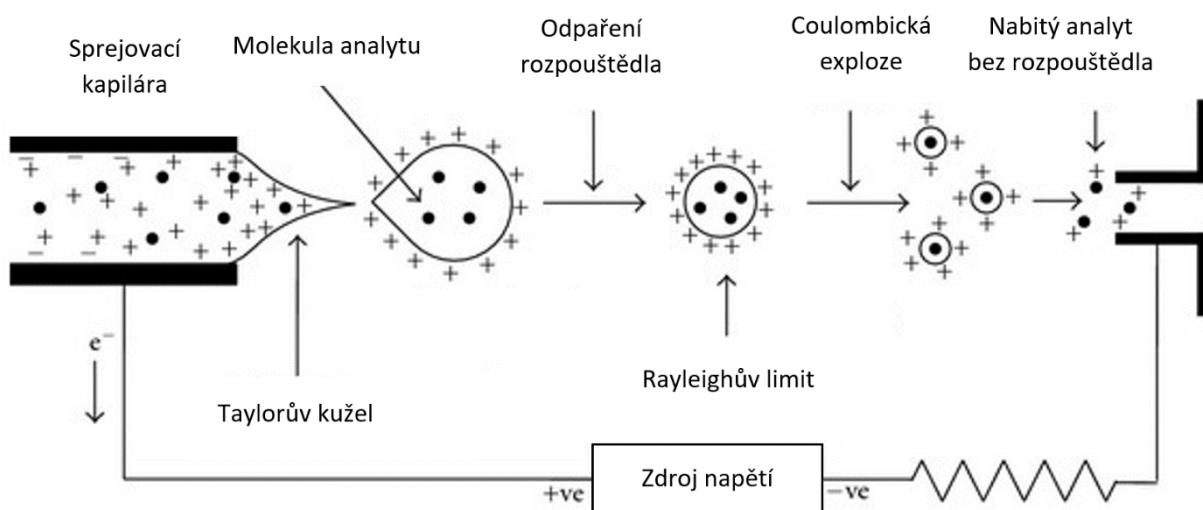 Sprejovací
kapilára
Molekula analytu
Odpaření
rozpouštědla
Coulombická
exploze
Nabitý analyt
bez rozpouštědla
e⁻
Taylorův kužel
Rayleighův limit
+ve
Zdroj napětí
−ve